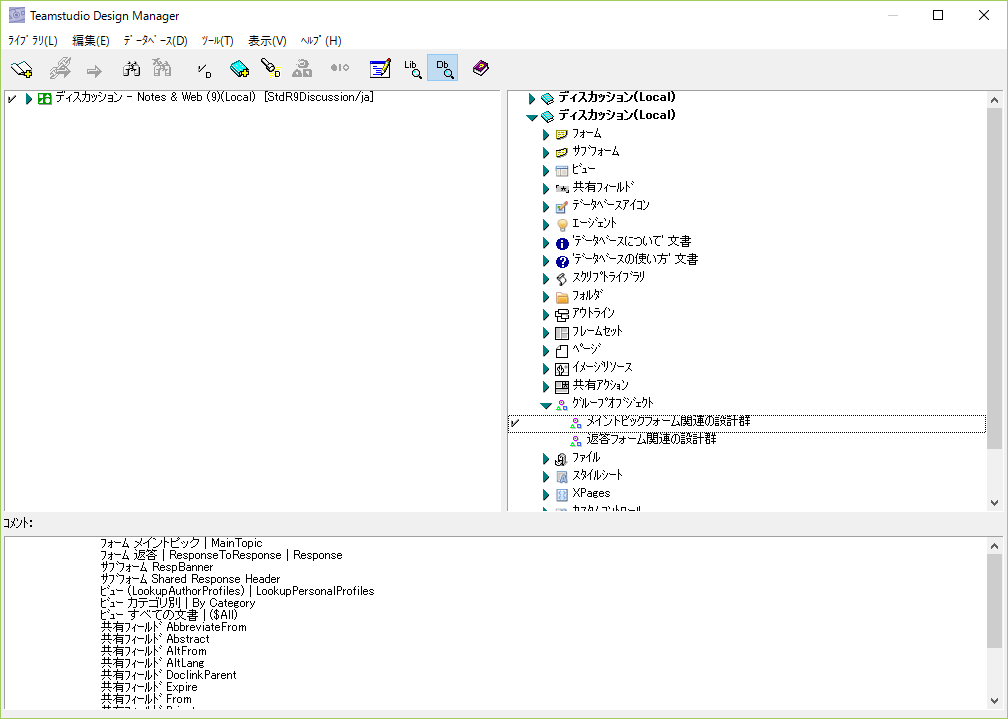 Teamstudio Design Manager
ﾗｲﾌﾞﾗﾘ(L) 編集(E) ﾃﾞｰﾀﾍﾞｰｽ(D) ﾂｰﾙ(T) 表示(V) ﾍﾙﾌﾟ(H)
Lib Db
ディスカッション - Notes & Web (9)(Local) [StdR9Discussion/ja]
ディスカッション(Local)
ディスカッション(Local)
フォーム
サブフォーム
ビュー
共有フィールド
データベースアイコン
エージェント
'データベースについて' 文書
'データベースの使い方' 文書
スクリプトライブラリ
フォルダ
アウトライン
フレームセット
ページ
イメージリソース
共有アクション
グループオブジェクト
メイントピックフォーム関連の設計群
返答フォーム関連の設計群
ファイル
スタイルシート
XPages
カスタムコントロール
ｺﾒﾝﾄ:
フォーム メイントピック | MainTopic
フォーム 返答 | ResponseToResponse | Response
サブフォーム RespBanner
サブフォーム Shared Response Header
ビュー (LookupAuthorProfiles) | LookupPersonalProfiles
ビュー カテゴリ別 | By Category
ビュー すべての文書 | ($All)
共有フィールド AbbreviateFrom
共有フィールド Abstract
共有フィールド AltFrom
共有フィールド AltLang
共有フィールド DoclinkParent
共有フィールド Expire
共有フィールド From